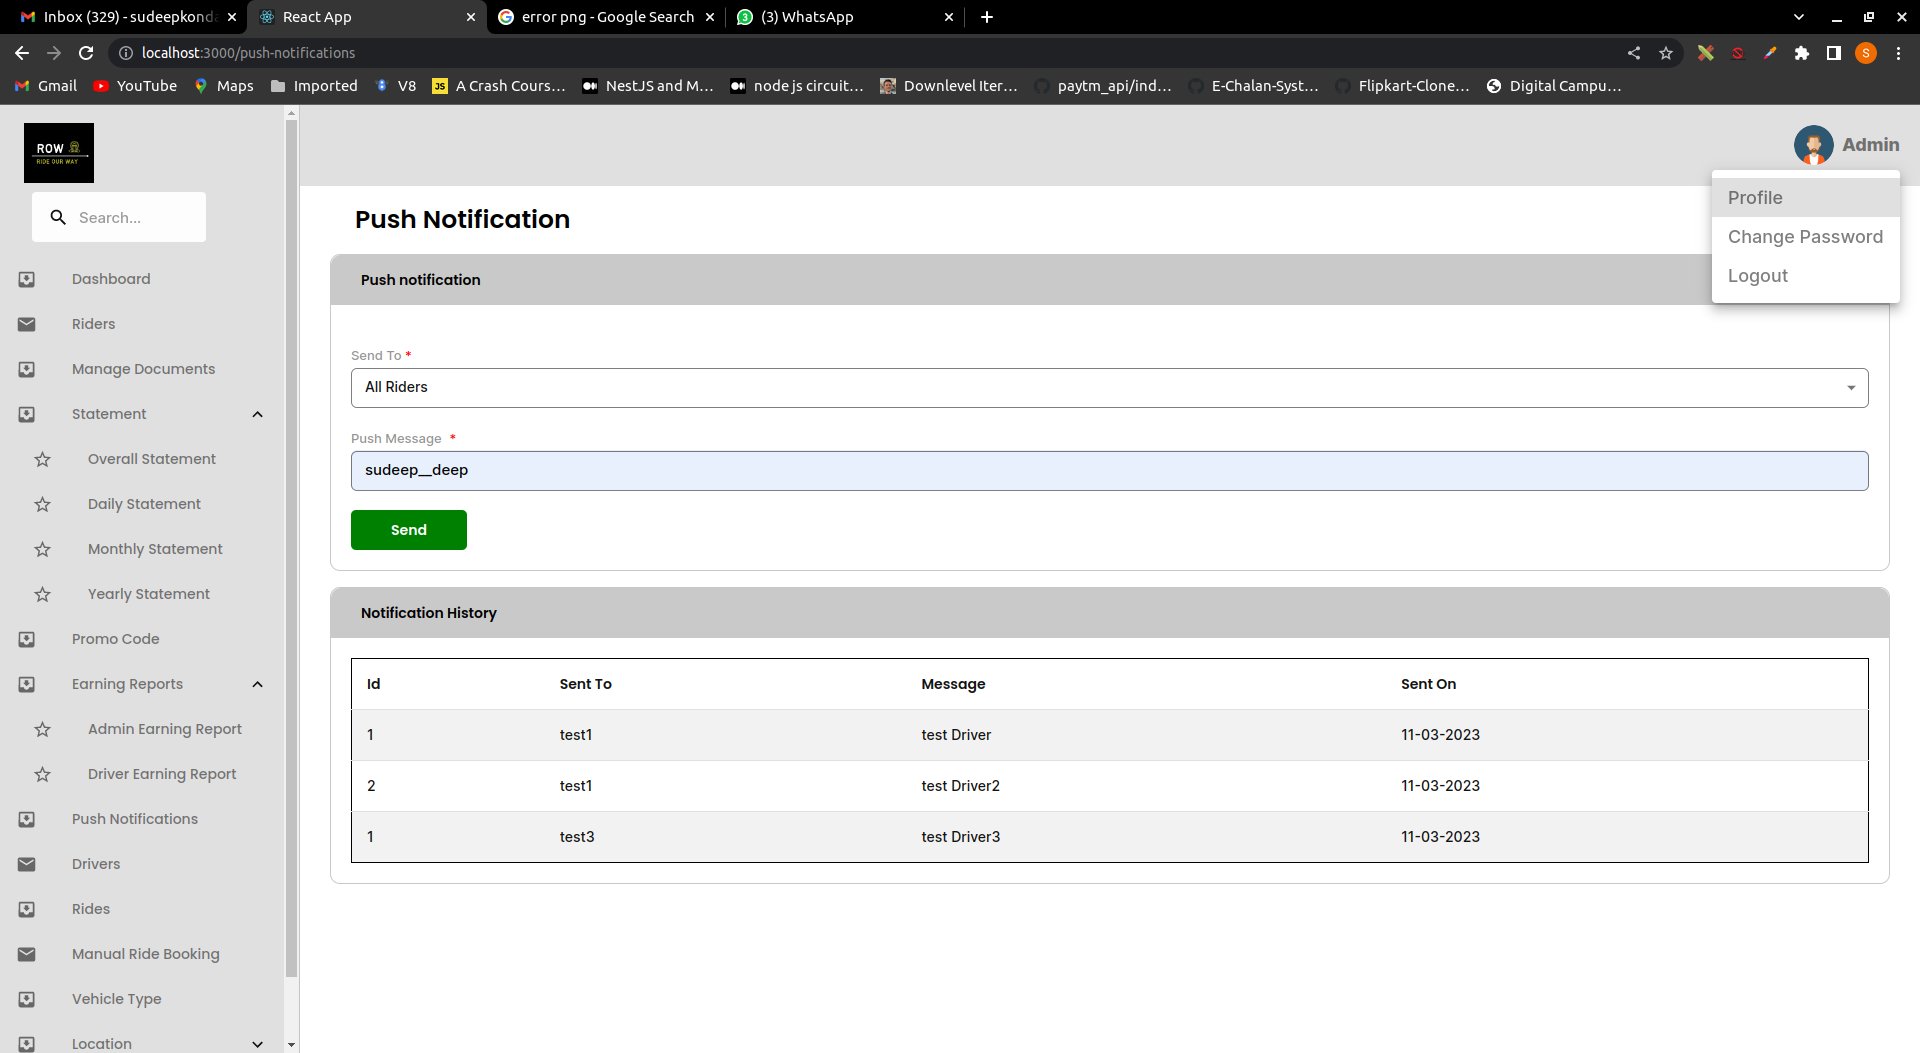 Inbox (329) - sudeepkond
React App
error png - Google Search
(3) WhatsApp
localhost:3000/push-notifications
S
Gmail
YouTube
Maps
Imported
V8
JS A Crash Cours...
NestJS and M...
node js circuit...
Downlevel Iter...
paytm_api/ind...
E-Chalan-Syst...
Flipkart-Clone...
Digital Campu...
ROW
RIDE OUR WAY
Admin
Search...
Profile
Change Password
Logout
Dashboard
Riders
Manage Documents
Statement
Overall Statement
Daily Statement
Monthly Statement
Yearly Statement
Promo Code
Earning Reports
Admin Earning Report
Driver Earning Report
Push Notifications
Drivers
Rides
Manual Ride Booking
Vehicle Type
Location
Push Notification
Push notification
Send To *
All Riders
Push Message *
sudeep__deep
Send
Notification History
Id Sent To Message Sent On
1 test1 test Driver 11-03-2023
2 test1 test Driver2 11-03-2023
1 test3 test Driver3 11-03-2023